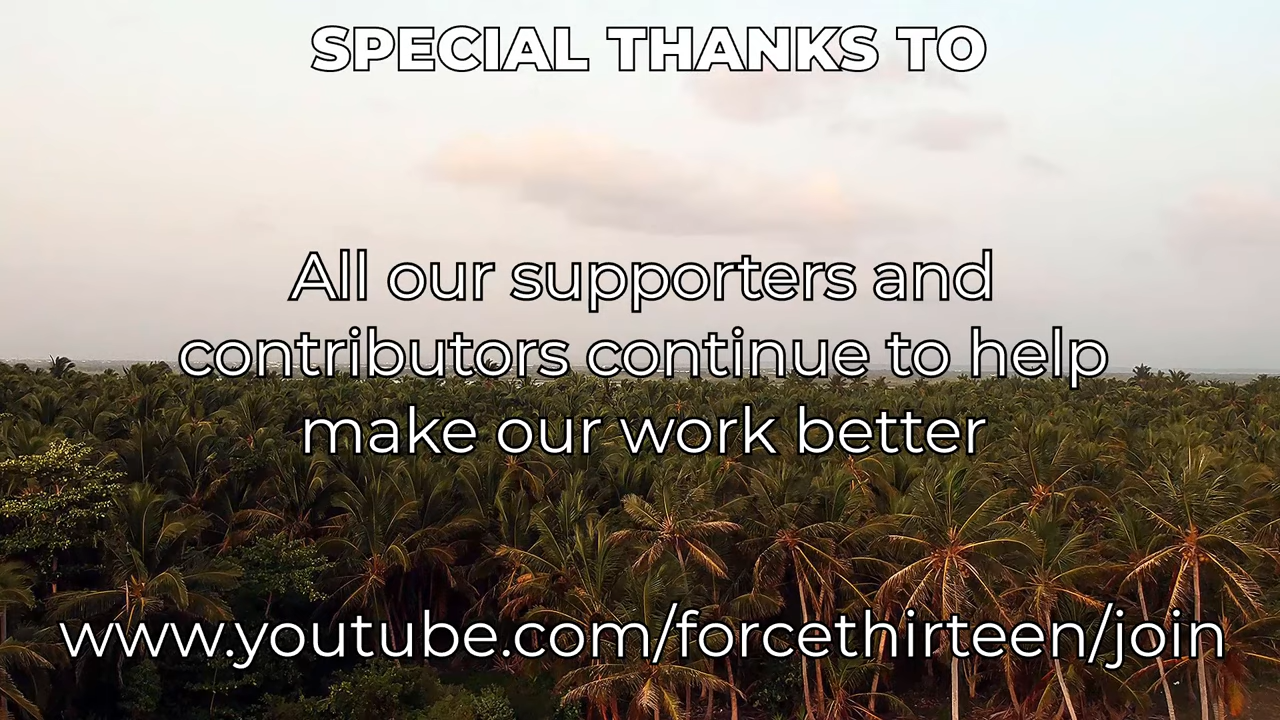 SPECIAL THANKS TO
All our supporters and
contributors continue to help
make our work better
www.youtube.com/forcethirteen/join